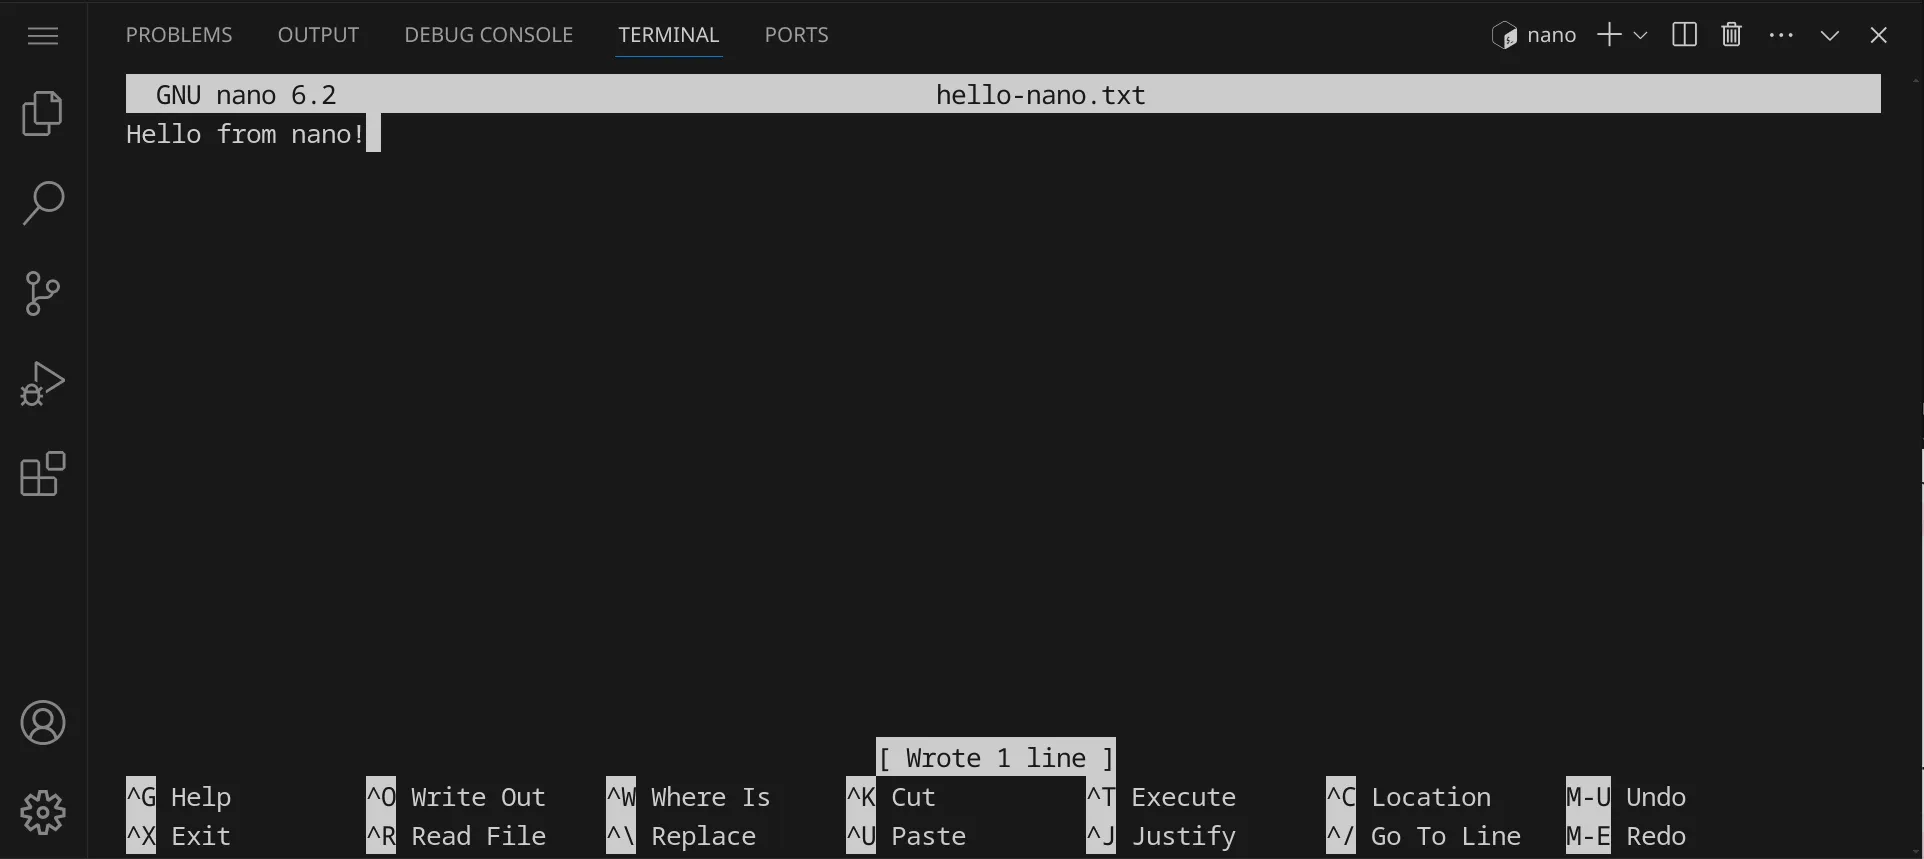 PROBLEMS OUTPUT DEBUG CONSOLE TERMINAL PORTS nano
GNU nano 6.2 hello-nano.txt
Hello from nano!
[ Wrote 1 line ]
^G Help ^O Write Out ^W Where Is ^K Cut ^T Execute ^C Location M-U Undo
^X Exit ^R Read File ^\ Replace ^U Paste ^J Justify ^/ Go To Line M-E Redo